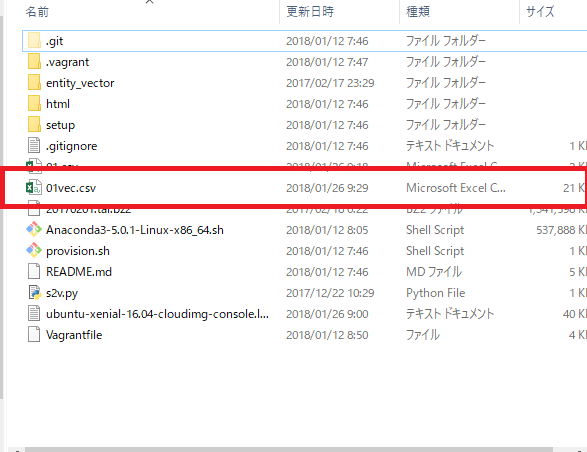 名前 更新日時 種類 サイズ
.git 2018/01/12 7:46 ファイル フォルダー
.vagrant 2018/01/12 7:47 ファイル フォルダー
entity_vector 2017/02/17 23:29 ファイル フォルダー
html 2018/01/12 7:46 ファイル フォルダー
setup 2018/01/12 7:46 ファイル フォルダー
.gitignore 2018/01/12 7:46 テキスト ドキュメント 1 K
01.csv 2018/01/26 9:18 Microsoft Excel C...
01vec.csv 2018/01/26 9:29 Microsoft Excel C... 21 K
20170201.tar.bz2 2017/02/18 0:22 BZ2 ファイル
Anaconda3-5.0.1-Linux-x86_64.sh 2018/01/12 8:05 Shell Script 537,888 K
provision.sh 2018/01/12 7:46 Shell Script 1 K
README.md 2018/01/12 7:46 MD ファイル 5 K
s2v.py 2017/12/22 10:29 Python File 1 K
ubuntu-xenial-16.04-cloudimg-console.l... 2018/01/26 9:00 テキスト ドキュメント 40 K
Vagrantfile 2018/01/12 8:50 ファイル 4 K